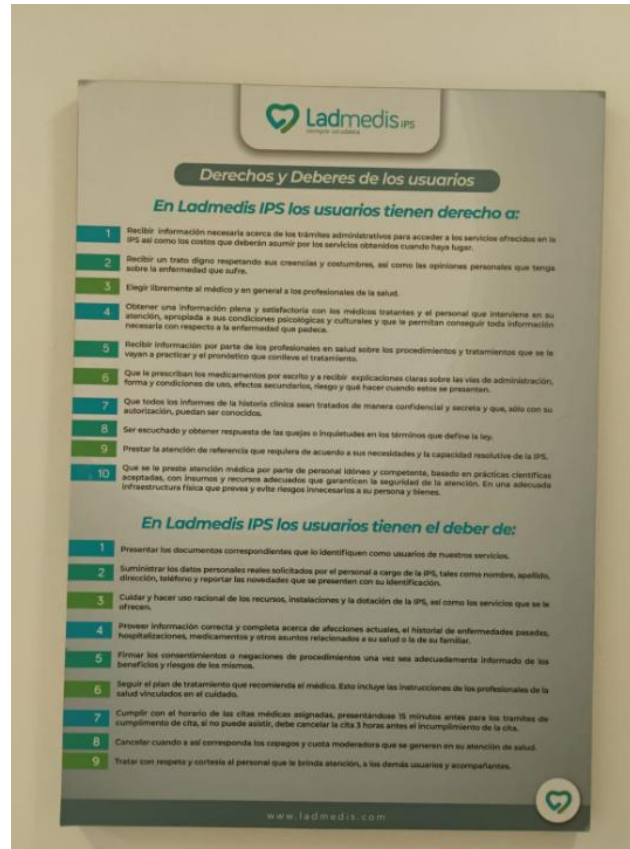 Ladmedis IPS
siempre saludable
Derechos y Deberes de los usuarios
En Ladmedis IPS los usuarios tienen derecho a:
1 Recibir información necesaria acerca de los trámites administrativos para acceder a los servicios ofrecidos en la
IPS así como los costos que deberán asumir por los servicios obtenidos cuando haya lugar.
2 Recibir un trato digno respetando sus creencias y costumbres, así como las opiniones personales que tenga
sobre la enfermedad que sufre.
3 Elegir libremente al médico y en general a los profesionales de la salud.
4 Obtener una información plena y satisfactoria con los médicos tratantes y el personal que interviene en su
atención, apropiada a sus condiciones psicológicas y culturales y que le permitan conseguir toda información
necesaria con respecto a la enfermedad que padece.
5 Recibir información por parte de los profesionales en salud sobre los procedimientos y tratamientos que se le
vayan a practicar y el pronóstico que conlleve el tratamiento.
6 Que le prescriban los medicamentos por escrito y a recibir explicaciones claras sobre las vías de administración,
forma y condiciones de uso, efectos secundarios, riesgo y qué hacer cuando estos se presentan.
7 Que todos los informes de la historia clínica sean tratados de manera confidencial y secreta y que, sólo con su
autorización, puedan ser conocidos.
8 Ser escuchado y obtener respuesta de las quejas o inquietudes en los términos que define la ley.
9 Prestar la atención de referencia que requiera de acuerdo a sus necesidades y la capacidad resolutiva de la IPS.
10 Que se le preste atención médica por parte de personal idóneo y competente, basado en prácticas científicas
aceptadas, con insumos y recursos adecuados que garanticen la seguridad de la atención. En una adecuada
infraestructura física que prevea y evite riesgos innecesarios a su persona y bienes.
En Ladmedis IPS los usuarios tienen el deber de:
1 Presentar los documentos correspondientes que lo identifiquen como usuarios de nuestros servicios.
2 Suministrar los datos personales reales solicitados por el personal a cargo de la IPS, tales como nombre, apellido,
dirección, teléfono y reportar las novedades que se presenten con su identificación.
3 Cuidar y hacer uso racional de los recursos, instalaciones y la dotación de la IPS, así como los servicios que se le
ofrecen.
4 Proveer información correcta y completa acerca de afecciones actuales, el historial de enfermedades pasadas,
hospitalizaciones, medicamentos y otros asuntos relacionados a su salud o la de su familiar.
5 Firmar los consentimientos o negaciones de procedimientos una vez sea adecuadamente informado de los
beneficios y riesgos de los mismos.
6 Seguir el plan de tratamiento que recomienda el médico. Esto incluye las instrucciones de los profesionales de la
salud vinculados en el cuidado.
7 Cumplir con el horario de las citas médicas asignadas, presentándose 15 minutos antes para los tramites de
cumplimento de cita, si no puede asistir, debe cancelar la cita 3 horas antes el incumplimiento de la cita.
8 Cancelar cuando a así corresponda los copagos y cuota moderadora que se generen en su atención de salud.
9 Tratar con respeto y cortesía al personal que le brinda atención, a los demás usuarios y acompañantes.
www.ladmedis.com